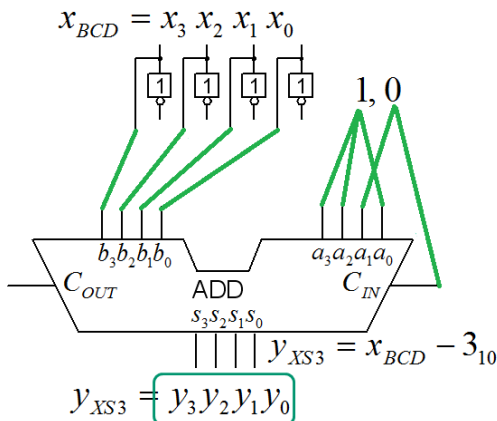 x_BCD = x_3 x_2 x_1 x_0
1 1 1 1
1, 0
b_3 b_2 b_1 b_0 a_3 a_2 a_1 a_0
C_OUT ADD C_IN
s_3 s_2 s_1 s_0
y_XS3 = x_BCD − 3_10
y_XS3 = y_3 y_2 y_1 y_0